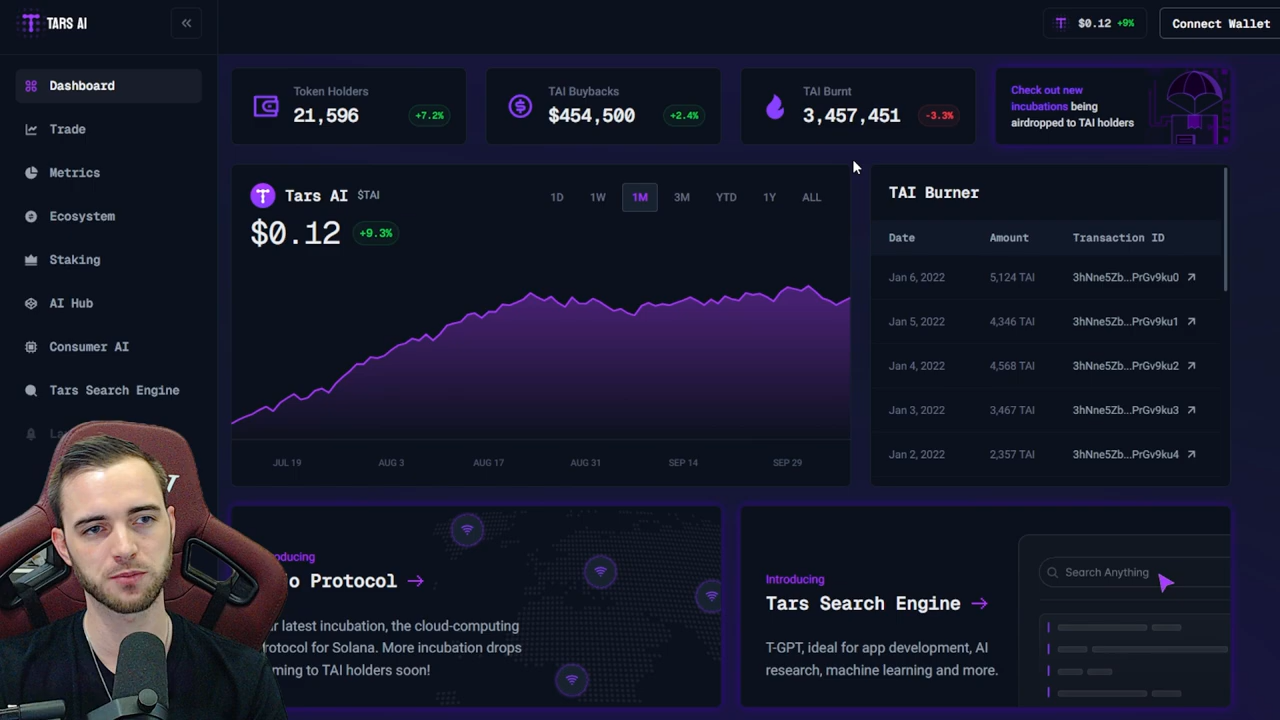 TARS AI
$0.12 +9%
Connect Wallet
Dashboard
Trade
Metrics
Ecosystem
Staking
AI Hub
Consumer AI
Tars Search Engine
Token Holders
21,596
+7.2%
TAI Buybacks
$454,500
+2.4%
TAI Burnt
3,457,451
-3.3%
Check out new
incubations being
airdropped to TAI holders
Tars AI $TAI
$0.12 +9.3%
1D 1W 1M 3M YTD 1Y ALL
JUL 19 AUG 3 AUG 17 AUG 31 SEP 14 SEP 29
TAI Burner
Date Amount Transaction ID
Jan 6, 2022 5,124 TAI 3hNne5Zb...PrGv9ku0
Jan 5, 2022 4,346 TAI 3hNne5Zb...PrGv9ku1
Jan 4, 2022 4,568 TAI 3hNne5Zb...PrGv9ku2
Jan 3, 2022 3,467 TAI 3hNne5Zb...PrGv9ku3
Jan 2, 2022 2,357 TAI 3hNne5Zb...PrGv9ku4
Protocol
latest incubation, the cloud-computing
for Solana. More incubation drops
to TAI holders soon!
Introducing
Tars Search Engine
T-GPT, ideal for app development, AI
research, machine learning and more.
Search Anything